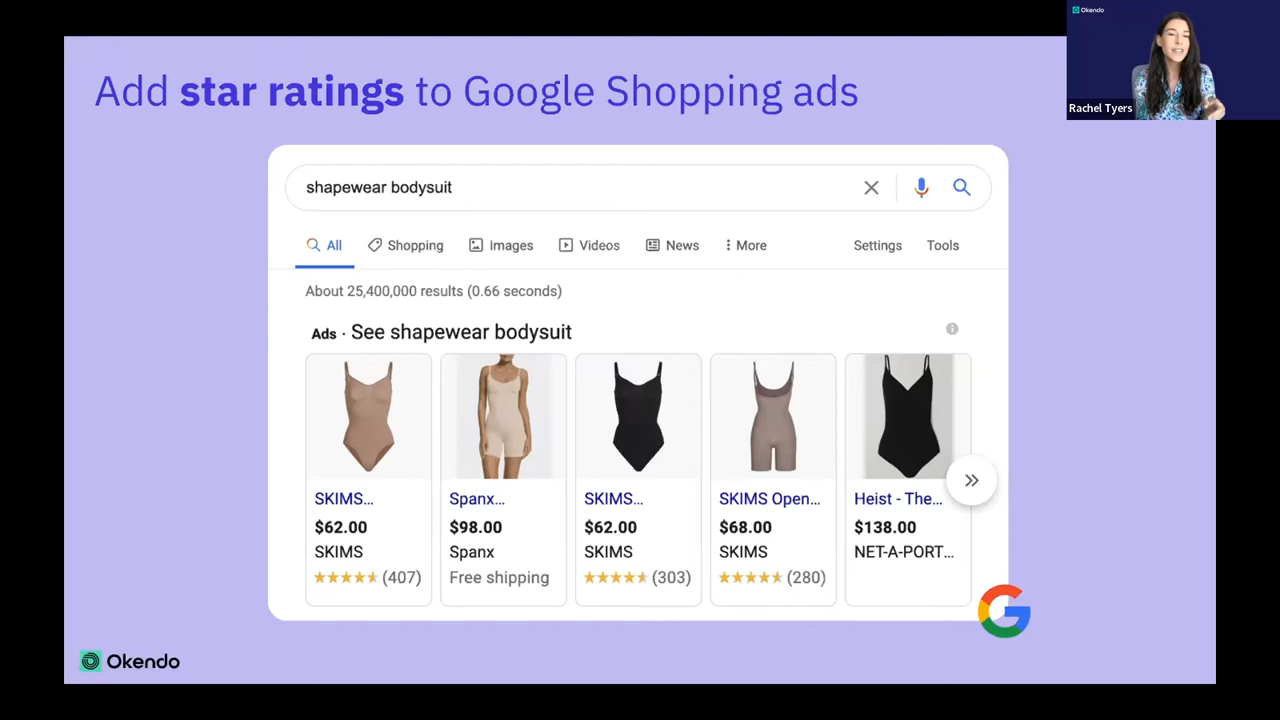 Okendo
Rachel Tyers
Add star ratings to Google Shopping ads
shapewear bodysuit
All Shopping Images Videos News More Settings Tools
About 25,400,000 results (0.66 seconds)
Ads · See shapewear bodysuit
SKIMS...
$62.00
SKIMS
(407)
Spanx...
$98.00
Spanx
Free shipping
SKIMS...
$62.00
SKIMS
(303)
SKIMS Open...
$68.00
SKIMS
(280)
Heist - The...
$138.00
NET-A-PORT...
Okendo